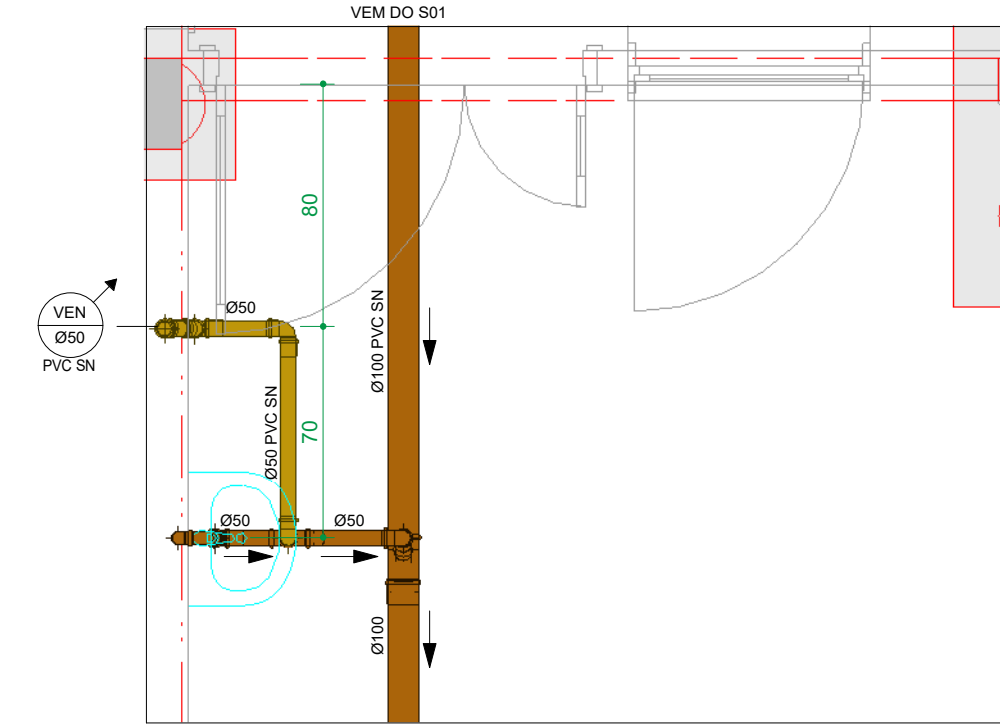 VEM DO S01
80
VEN
Ø50
PVC SN
Ø50
Ø100 PVC SN
Ø50 PVC SN
70
Ø50
Ø50
Ø100